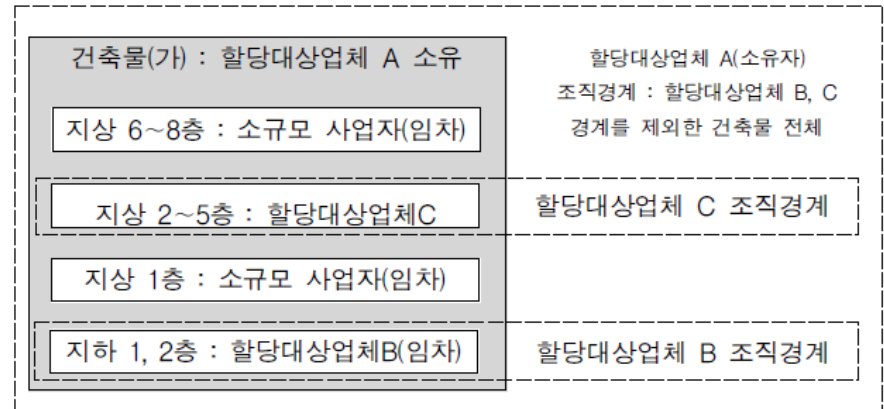 건축물(가) : 할당대상업체 A 소유
할당대상업체 A(소유자)
조직경계 : 할당대상업체 B, C
경계를 제외한 건축물 전체
지상 6~8층 : 소규모 사업자(임차)
지상 2~5층 : 할당대상업체C
할당대상업체 C 조직경계
지상 1층 : 소규모 사업자(임차)
지하 1, 2층 : 할당대상업체B(임차)
할당대상업체 B 조직경계